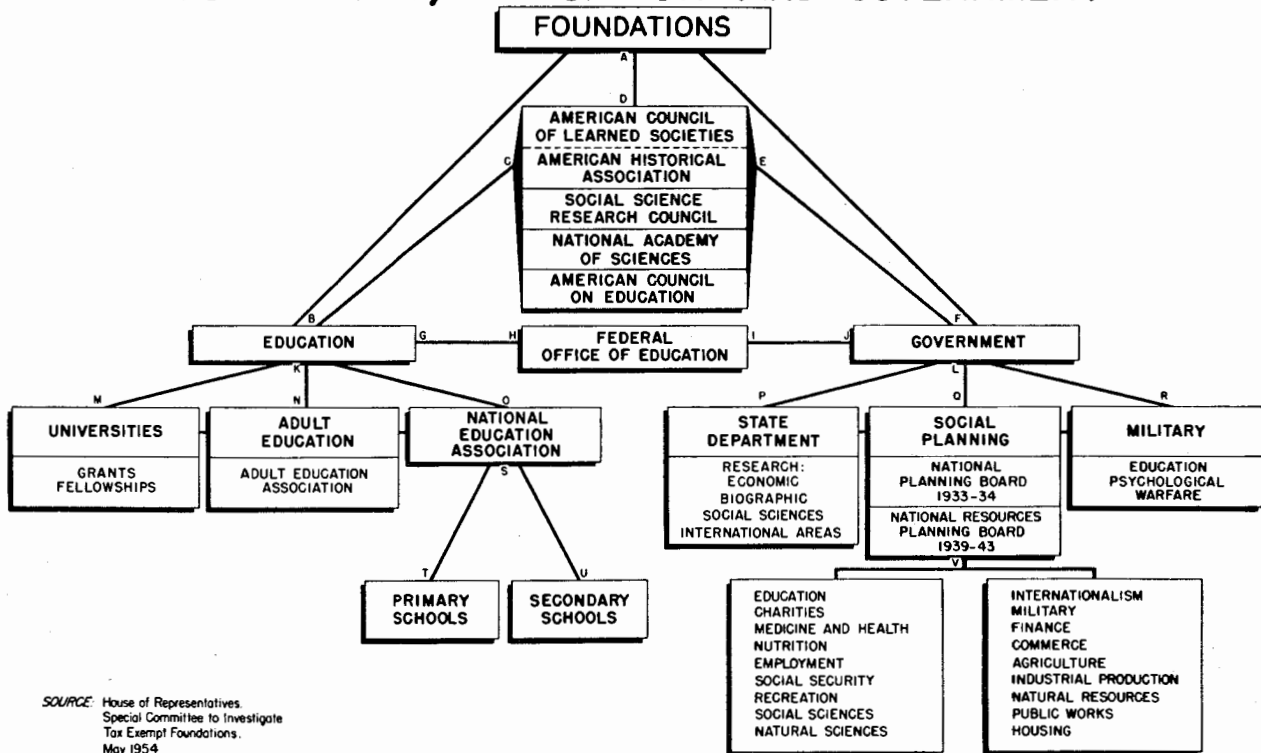 FOUNDATIONS
A
D
AMERICAN COUNCIL
OF LEARNED SOCIETIES
C
AMERICAN HISTORICAL
ASSOCIATION
E
SOCIAL SCIENCE
RESEARCH COUNCIL
NATIONAL ACADEMY
OF SCIENCES
AMERICAN COUNCIL
ON EDUCATION
B
F
EDUCATION
G
H
FEDERAL
OFFICE OF EDUCATION
I
J
GOVERNMENT
K
L
M
N
O
P
Q
R
UNIVERSITIES
GRANTS
FELLOWSHIPS
ADULT
EDUCATION
ADULT EDUCATION
ASSOCIATION
NATIONAL
EDUCATION
ASSOCIATION
S
STATE
DEPARTMENT
RESEARCH:
ECONOMIC
BIOGRAPHIC
SOCIAL SCIENCES
INTERNATIONAL AREAS
SOCIAL
PLANNING
NATIONAL
PLANNING BOARD
1933-34
NATIONAL RESOURCES
PLANNING BOARD
1939-43
MILITARY
EDUCATION
PSYCHOLOGICAL
WARFARE
V
T
U
PRIMARY
SCHOOLS
SECONDARY
SCHOOLS
EDUCATION
CHARITIES
MEDICINE AND HEALTH
NUTRITION
EMPLOYMENT
SOCIAL SECURITY
RECREATION
SOCIAL SCIENCES
NATURAL SCIENCES
INTERNATIONALISM
MILITARY
FINANCE
COMMERCE
AGRICULTURE
INDUSTRIAL PRODUCTION
NATURAL RESOURCES
PUBLIC WORKS
HOUSING
SOURCE: House of Representatives.
Special Committee to Investigate
Tax Exempt Foundations.
May 1954